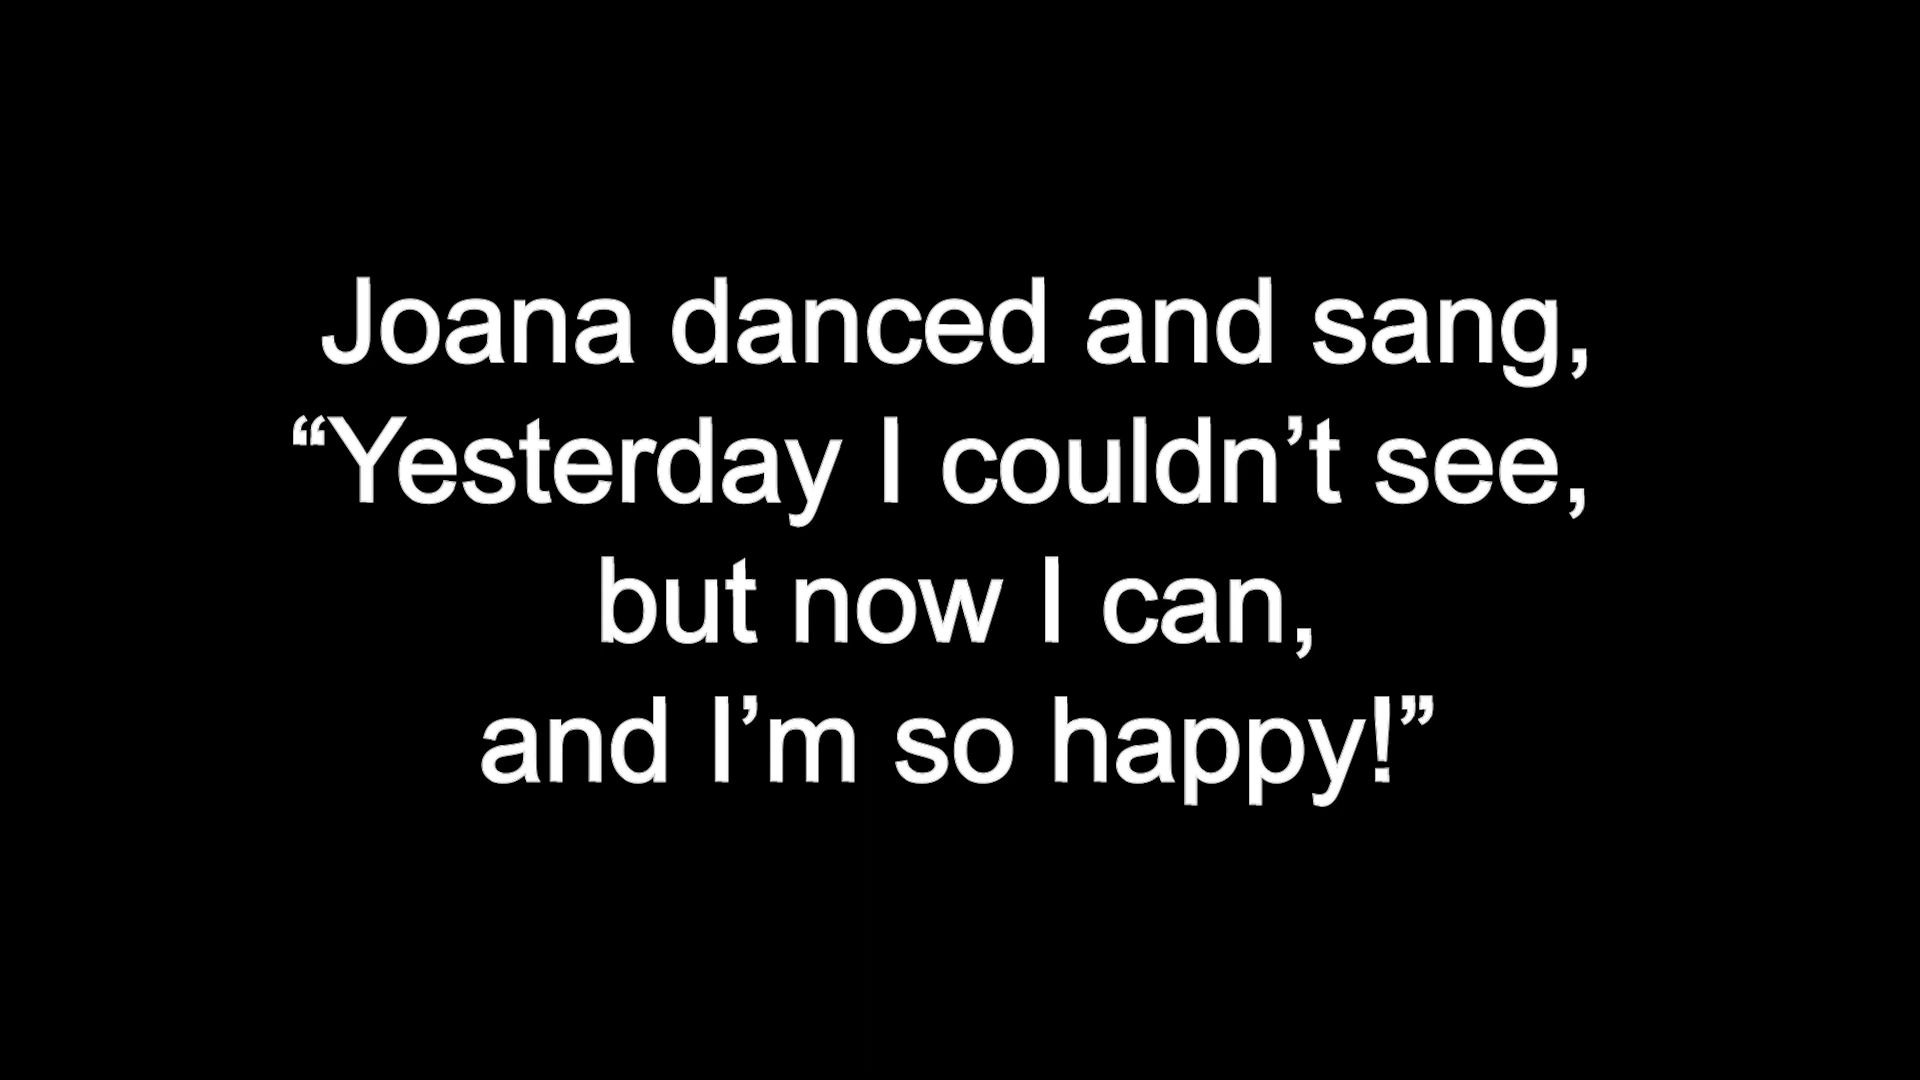 Joana danced and sang,
“Yesterday I couldn’t see,
but now I can,
and I’m so happy!”